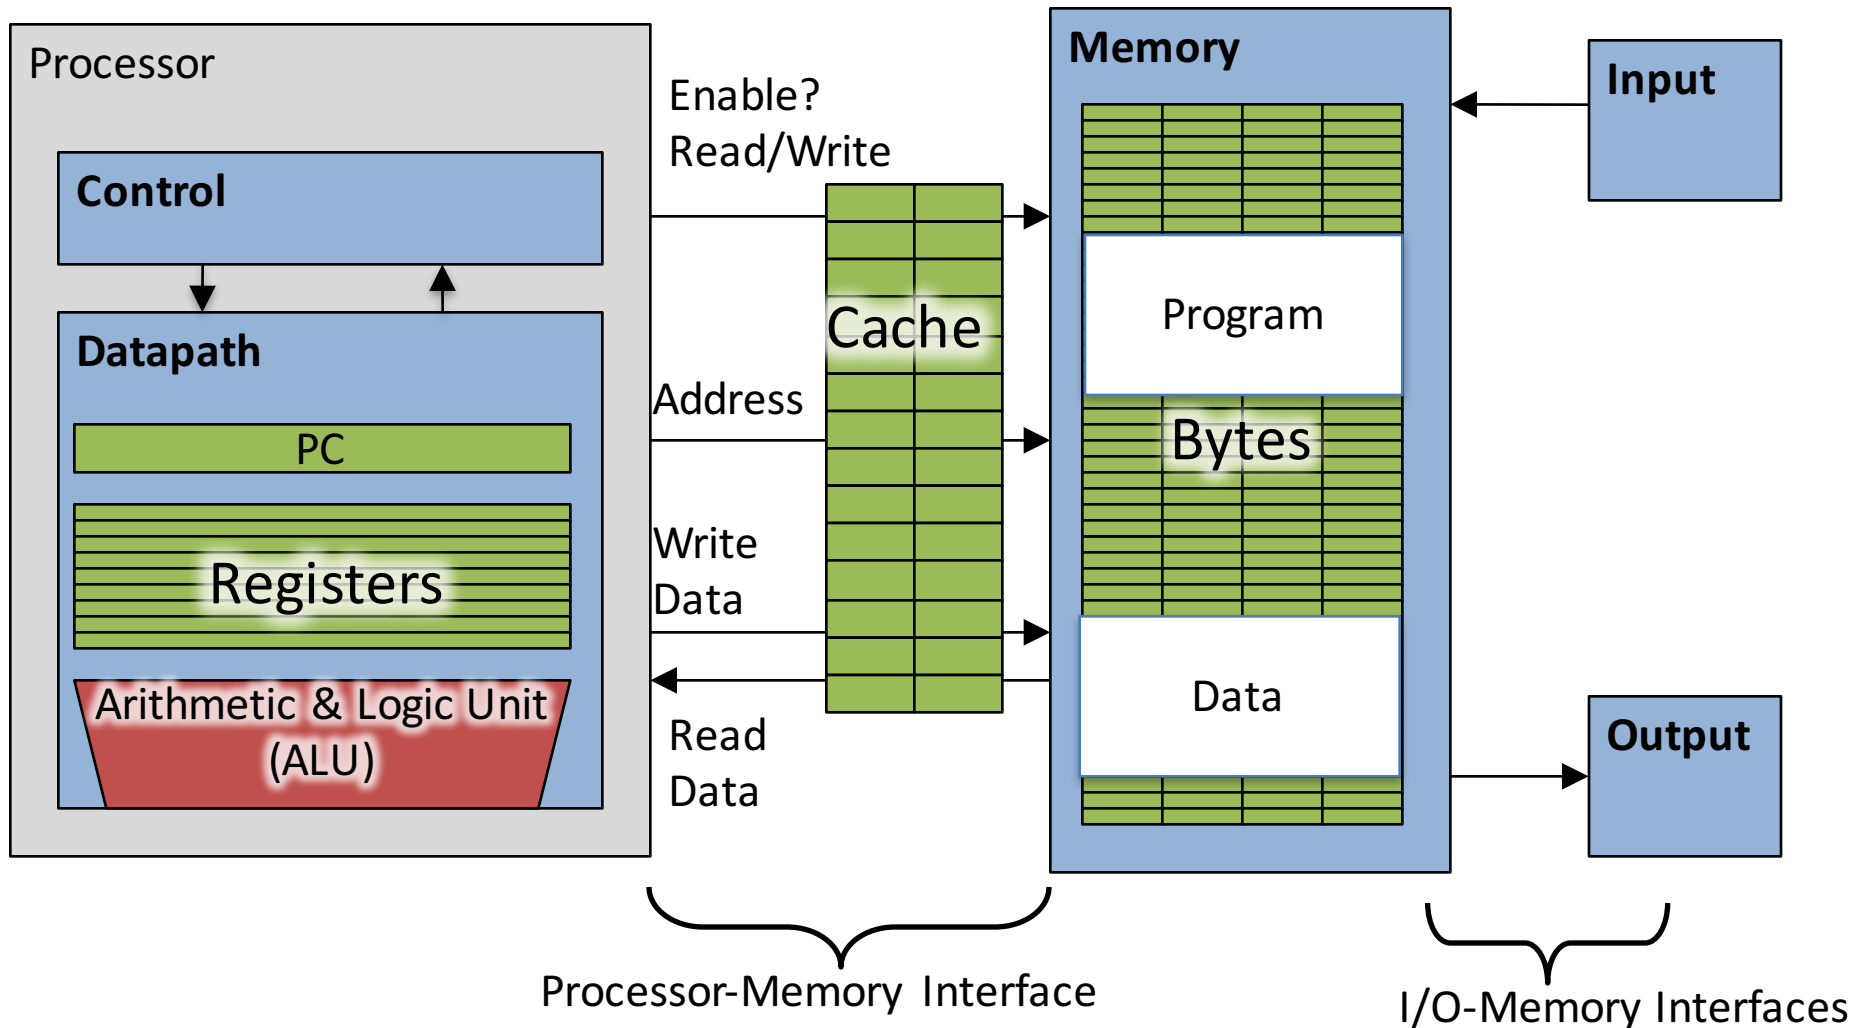 Processor
Control
Datapath
PC
Registers
Arithmetic & Logic Unit
(ALU)
Enable?
Read/Write
Cache
Address
Write
Data
Read
Data
Memory
Program
Bytes
Data
Input
Output
Processor-Memory Interface
I/O-Memory Interfaces